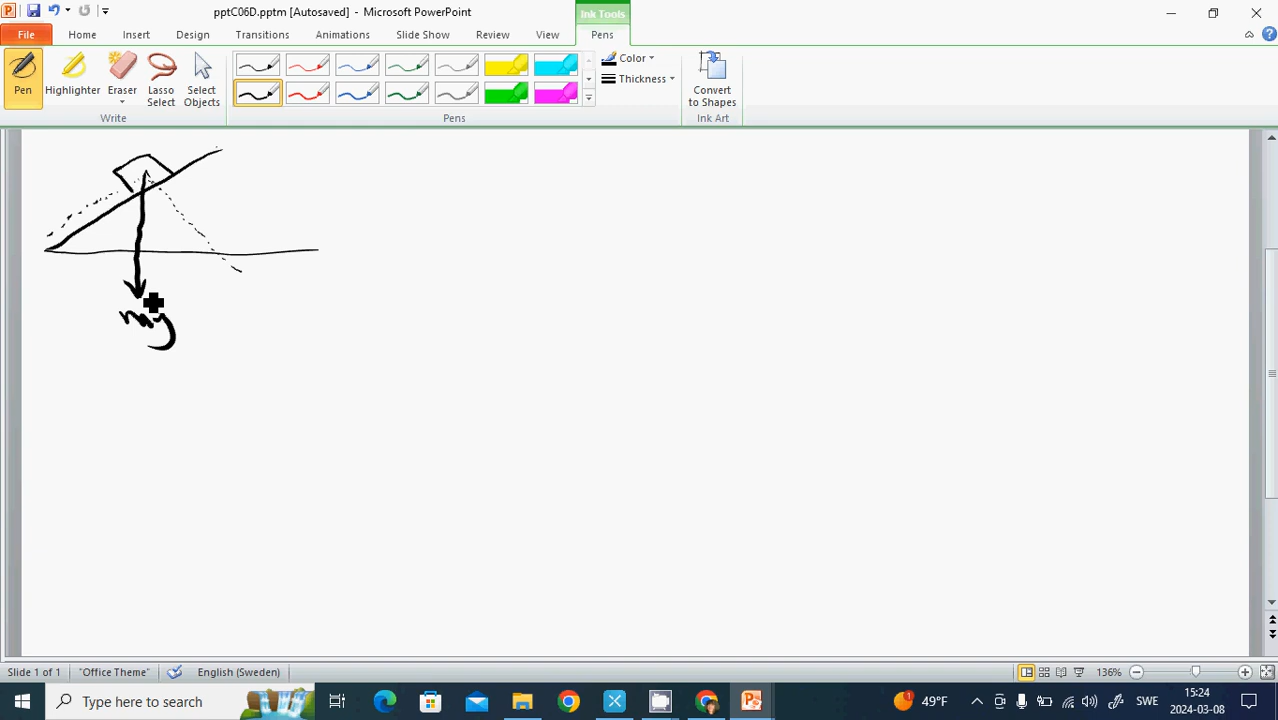 pptC06D.pptm [Autosaved] - Microsoft PowerPoint
Ink Tools
File Home Insert Design Transitions Animations Slide Show Review View Pens
Pen Highlighter Eraser Lasso Select Select Objects
Color
Thickness
Convert to Shapes
Write Pens Ink Art
mg
Slide 1 of 1 "Office Theme" English (Sweden) 136%
Type here to search
1 49°F SWE 15:24
2024-03-08